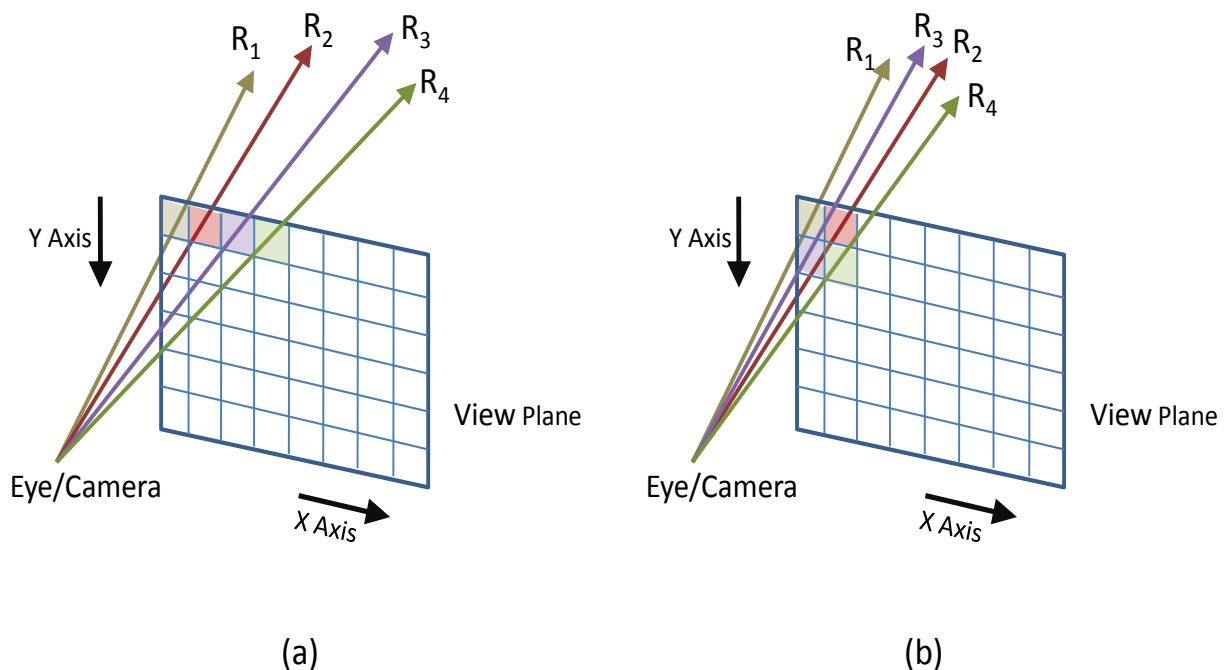 R1
R2
R3
R4
Y Axis
View Plane
Eye/Camera
X Axis
(a)
R1
R3
R2
R4
Y Axis
View Plane
Eye/Camera
X Axis
(b)